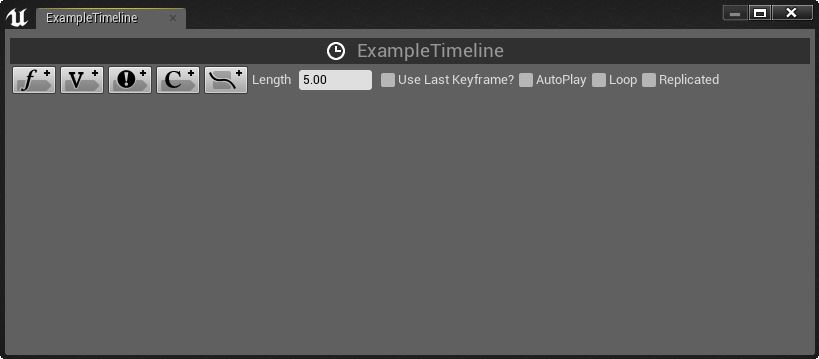 ExampleTimeline
ExampleTimeline
f V ! C Length 5.00 Use Last Keyframe? AutoPlay Loop Replicated